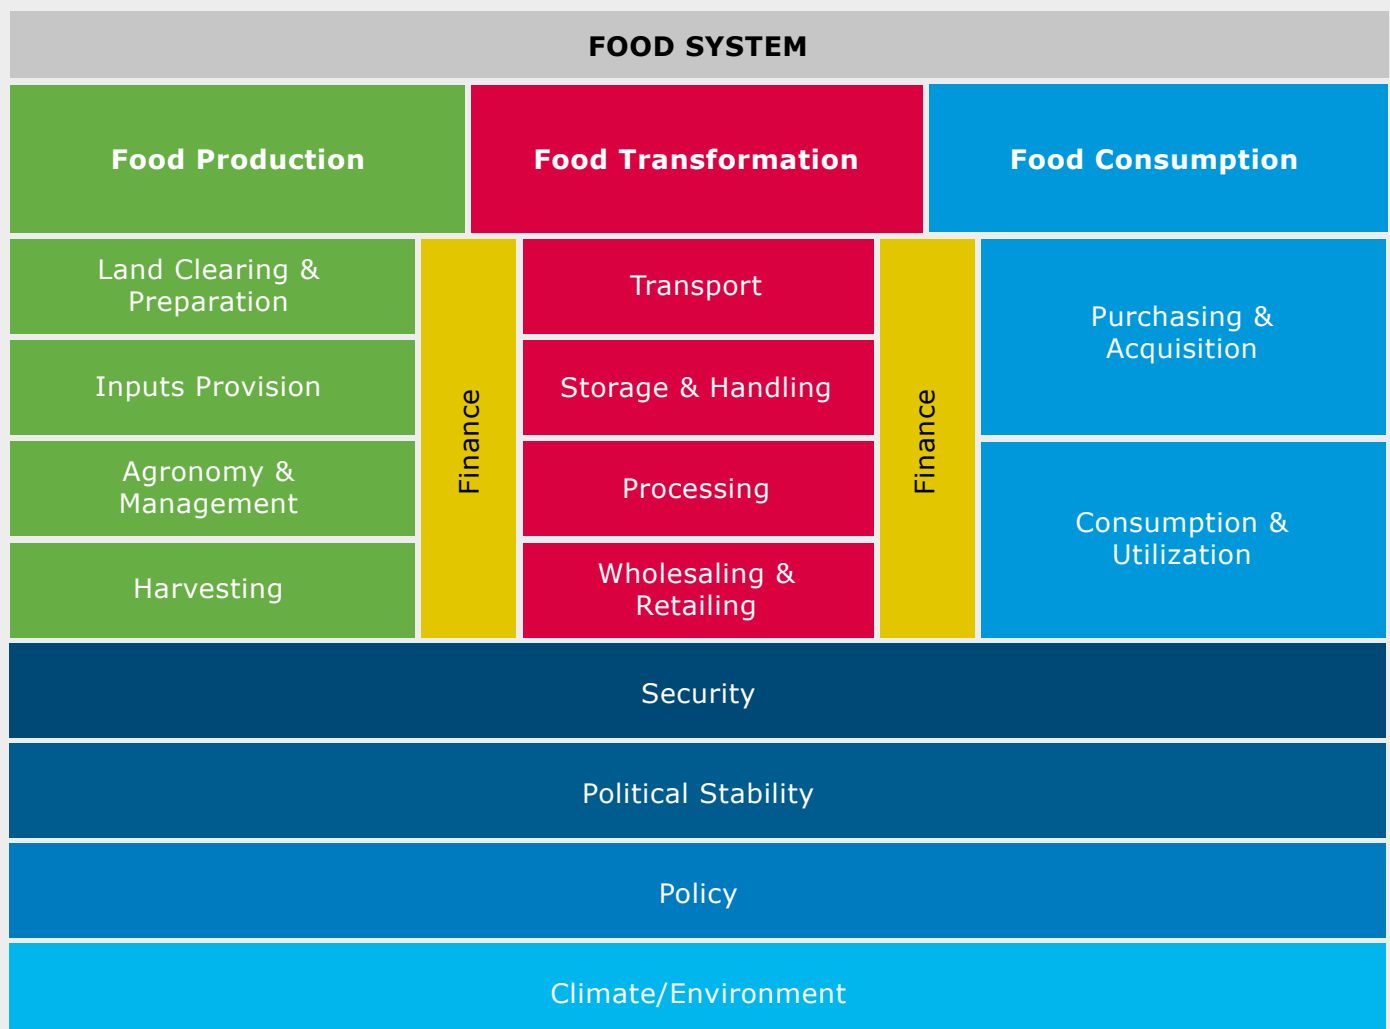 FOOD SYSTEM
Food Production
Food Transformation
Food Consumption
Land Clearing &
Preparation
Inputs Provision
Agronomy &
Management
Harvesting
Finance
Transport
Storage & Handling
Processing
Wholesaling &
Retailing
Finance
Purchasing &
Acquisition
Consumption &
Utilization
Security
Political Stability
Policy
Climate/Environment